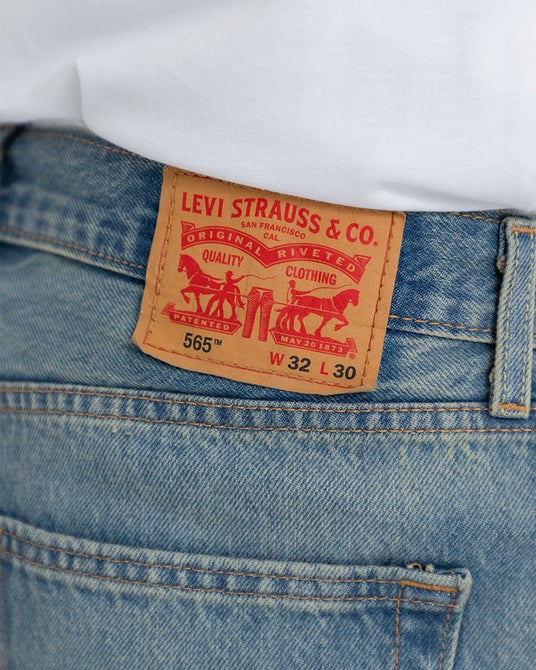 LEVI STRAUSS & CO.
SAN FRANCISCO
CAL.
ORIGINAL RIVETED
QUALITY CLOTHING
PATENTED MAY 20 1873 ®
565™
W 32 L 30